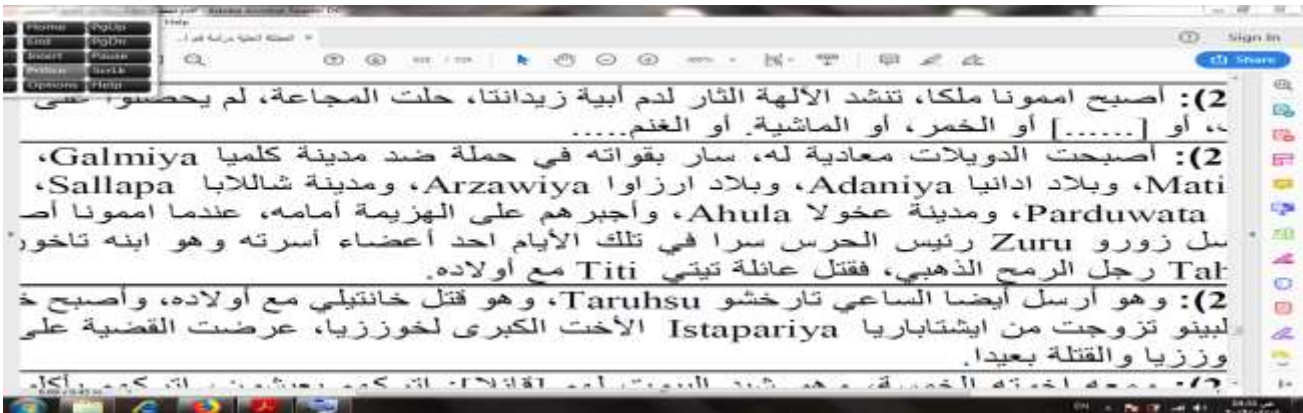 Home PgUp
End PgDn
Insert Pause
PrtScn ScrLk
Options Help
Help
Sign In
Share
2): أصبح اممونا ملكا، تنشد الألهة الثار لدم أبية زيدانتا، حلت المجاعة، لم يحصلوا على
، أو [......] أو الخمر، أو الماشية. أو الغنم.....
2): أصبحت الدويلات معادية له، سار بقواته في حملة ضد مدينة كلميا Galmiya،
Mati، وبلاد ادانيا Adaniya، وبلاد ارزاوا Arzawiya، ومدينة شاللابا Sallapa،
Parduwata، ومدينة عخولا Ahula، وأجبرهم على الهزيمة أمامه، عندما اممونا أص
سل زورو Zuru رئيس الحرس سرا في تلك الأيام احد أعضاء أسرته وهو ابنه تاخور
Tah رجل الرمح الذهبي، فقتل عائلة تيتي Titi مع أولاده.
2): وهو أرسل أيضا الساعي تارخشو Taruhsu، وهو قتل خانتيلي مع أولاده، وأصبح خ
لبينو تزوجت من ايشتاباريا Istapariya الأخت الكبرى لخوززيا، عرضت القضية على
وززيا والقتلة بعيدا.
EN